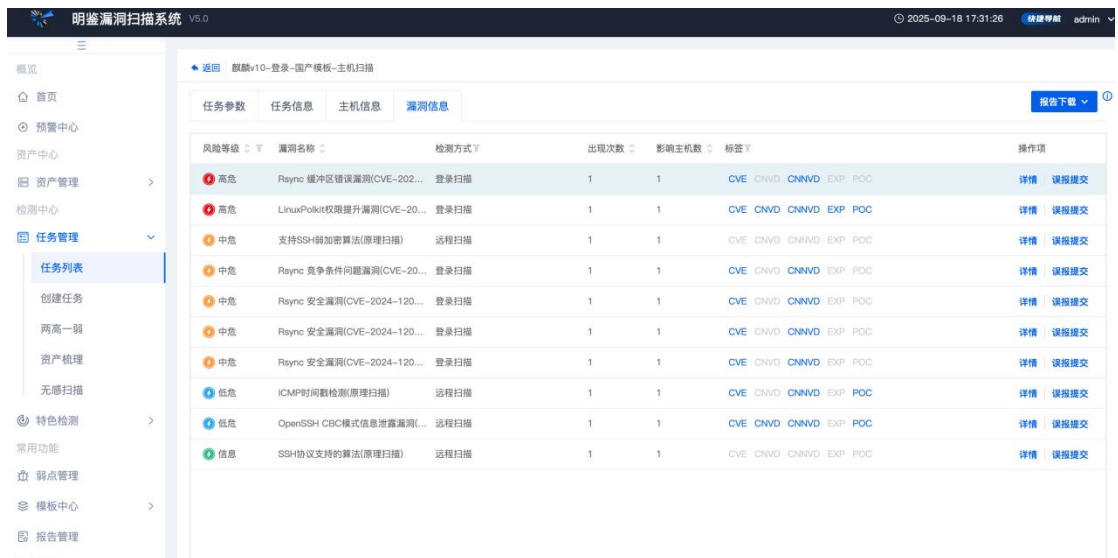 明鉴漏洞扫描系统 V5.0 2025-09-18 17:31:26 快捷导航 admin
概览
首页
预警中心
资产中心
资产管理
检测中心
任务管理
任务列表
创建任务
两高一弱
资产梳理
无感扫描
特色检测
常用功能
弱点管理
模板中心
报告管理
返回 麒麟v10-登录-国产模板-主机扫描
任务参数 任务信息 主机信息 漏洞信息 报告下载
风险等级 漏洞名称 检测方式 出现次数 影响主机数 标签 操作项
高危 Rsync 缓冲区错误漏洞(CVE-202... 登录扫描 1 1 CVE CNVD CNNVD EXP POC 详情 误报提交
高危 LinuxPolkit权限提升漏洞(CVE-20... 登录扫描 1 1 CVE CNVD CNNVD EXP POC 详情 误报提交
中危 支持SSH弱加密算法(原理扫描) 远程扫描 1 1 CVE CNVD CNNVD EXP POC 详情 误报提交
中危 Rsync 竞争条件问题漏洞(CVE-20... 登录扫描 1 1 CVE CNVD CNNVD EXP POC 详情 误报提交
中危 Rsync 安全漏洞(CVE-2024-120... 登录扫描 1 1 CVE CNVD CNNVD EXP POC 详情 误报提交
中危 Rsync 安全漏洞(CVE-2024-120... 登录扫描 1 1 CVE CNVD CNNVD EXP POC 详情 误报提交
中危 Rsync 安全漏洞(CVE-2024-120... 登录扫描 1 1 CVE CNVD CNNVD EXP POC 详情 误报提交
低危 ICMP时间戳检测(原理扫描) 远程扫描 1 1 CVE CNVD CNNVD EXP POC 详情 误报提交
低危 OpenSSH CBC模式信息泄露漏洞(... 远程扫描 1 1 CVE CNVD CNNVD EXP POC 详情 误报提交
信息 SSH协议支持的算法(原理扫描) 远程扫描 1 1 CVE CNVD CNNVD EXP POC 详情 误报提交